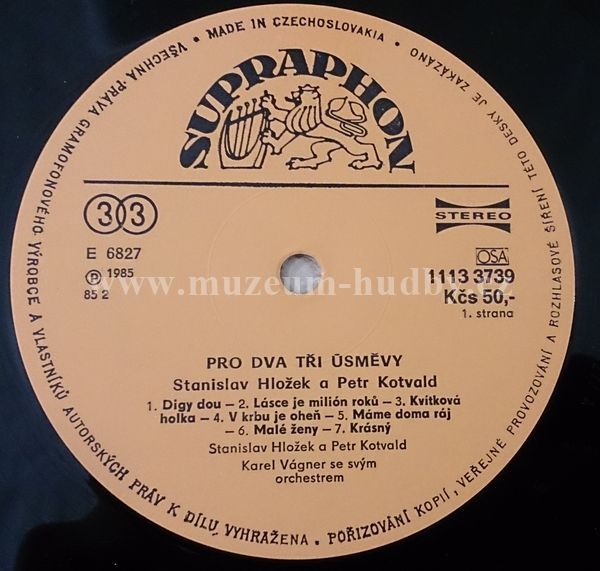 VŠECHNA PRÁVA GRAMOFONOVÉHO VÝROBCE A VLASTNÍKŮ AUTORSKÝCH PRÁV K DÍLU VYHRAŽENA • POŘIZOVÁNÍ KOPIÍ, VEŘEJNÉ PROVOZOVÁNÍ A ROZHLASOVÉ ŠÍŘENÍ TÉTO DESKY JE ZAKÁZÁNO • MADE IN CZECHOSLOVAKIA •
SUPRAPHON
33
STEREO
E 6827
OSA
℗ 1985
1113 3739
85 2
Kčs 50,-
1. strana
www.muzeum-hudby.cz
PRO DVA TŘI ÚSMĚVY
Stanislav Hložek a Petr Kotvald
1. Digy dou – 2. Lásce je milión roků – 3. Kvítková
holka – 4. V krbu je oheň – 5. Máme doma ráj
– 6. Malé ženy – 7. Krásný
Stanislav Hložek a Petr Kotvald
Karel Vágner se svým
orchestrem